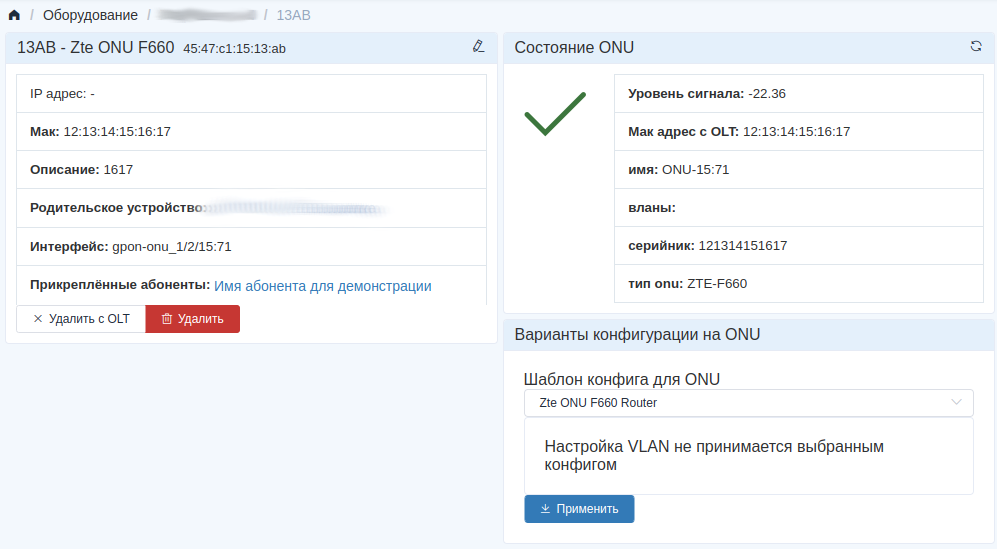 / Оборудование / / 13AB
13AB - Zte ONU F660 45:47:c1:15:13:ab
IP адрес: -
Мак: 12:13:14:15:16:17
Описание: 1617
Родительское устройство:
Интерфейс: gpon-onu_1/2/15:71
Прикреплённые абоненты: Имя абонента для демонстрации
Удалить с OLT Удалить
Состояние ONU
Уровень сигнала: -22.36
Мак адрес с OLT: 12:13:14:15:16:17
имя: ONU-15:71
вланы:
серийник: 121314151617
тип onu: ZTE-F660
Варианты конфигурации на ONU
Шаблон конфига для ONU
Zte ONU F660 Router
Настройка VLAN не принимается выбранным
конфигом
Применить